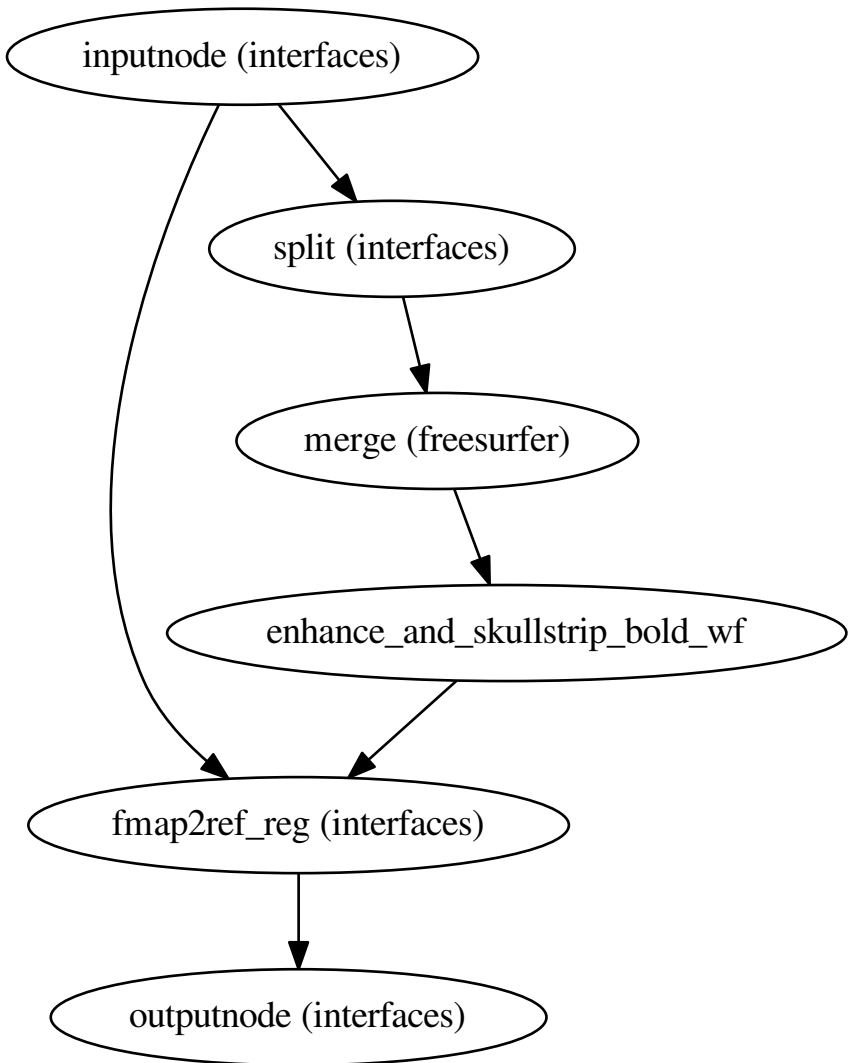 inputnode (interfaces)
split (interfaces)
merge (freesurfer)
enhance_and_skullstrip_bold_wf
fmap2ref_reg (interfaces)
outputnode (interfaces)